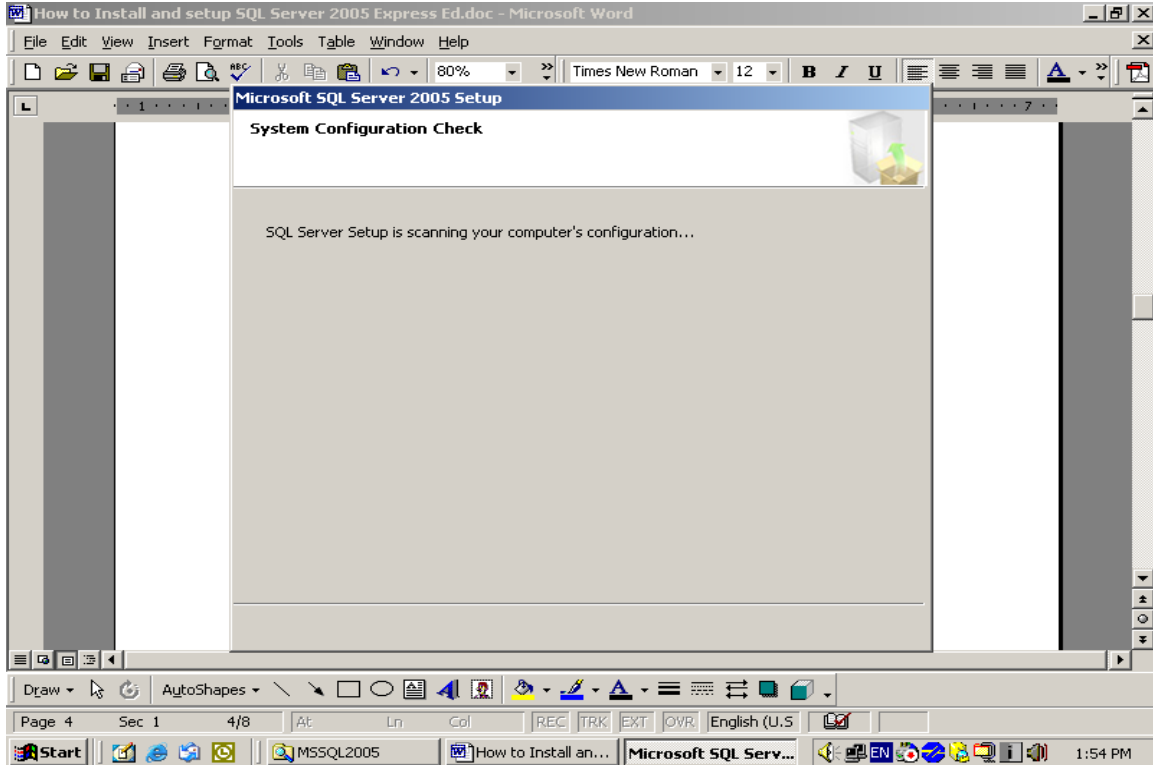 How to Install and setup SQL Server 2005 Express Ed.doc - Microsoft Word
File Edit View Insert Format Tools Table Window Help
ABC 80% Times New Roman 12 B I U A
L 1 7
Microsoft SQL Server 2005 Setup
System Configuration Check
SQL Server Setup is scanning your computer's configuration...
Draw AutoShapes A A
Page 4 Sec 1 4/8 At Ln Col REC TRK EXT OVR English (U.S
Start MSSQL2005 How to Install an... Microsoft SQL Serv... EN 1:54 PM